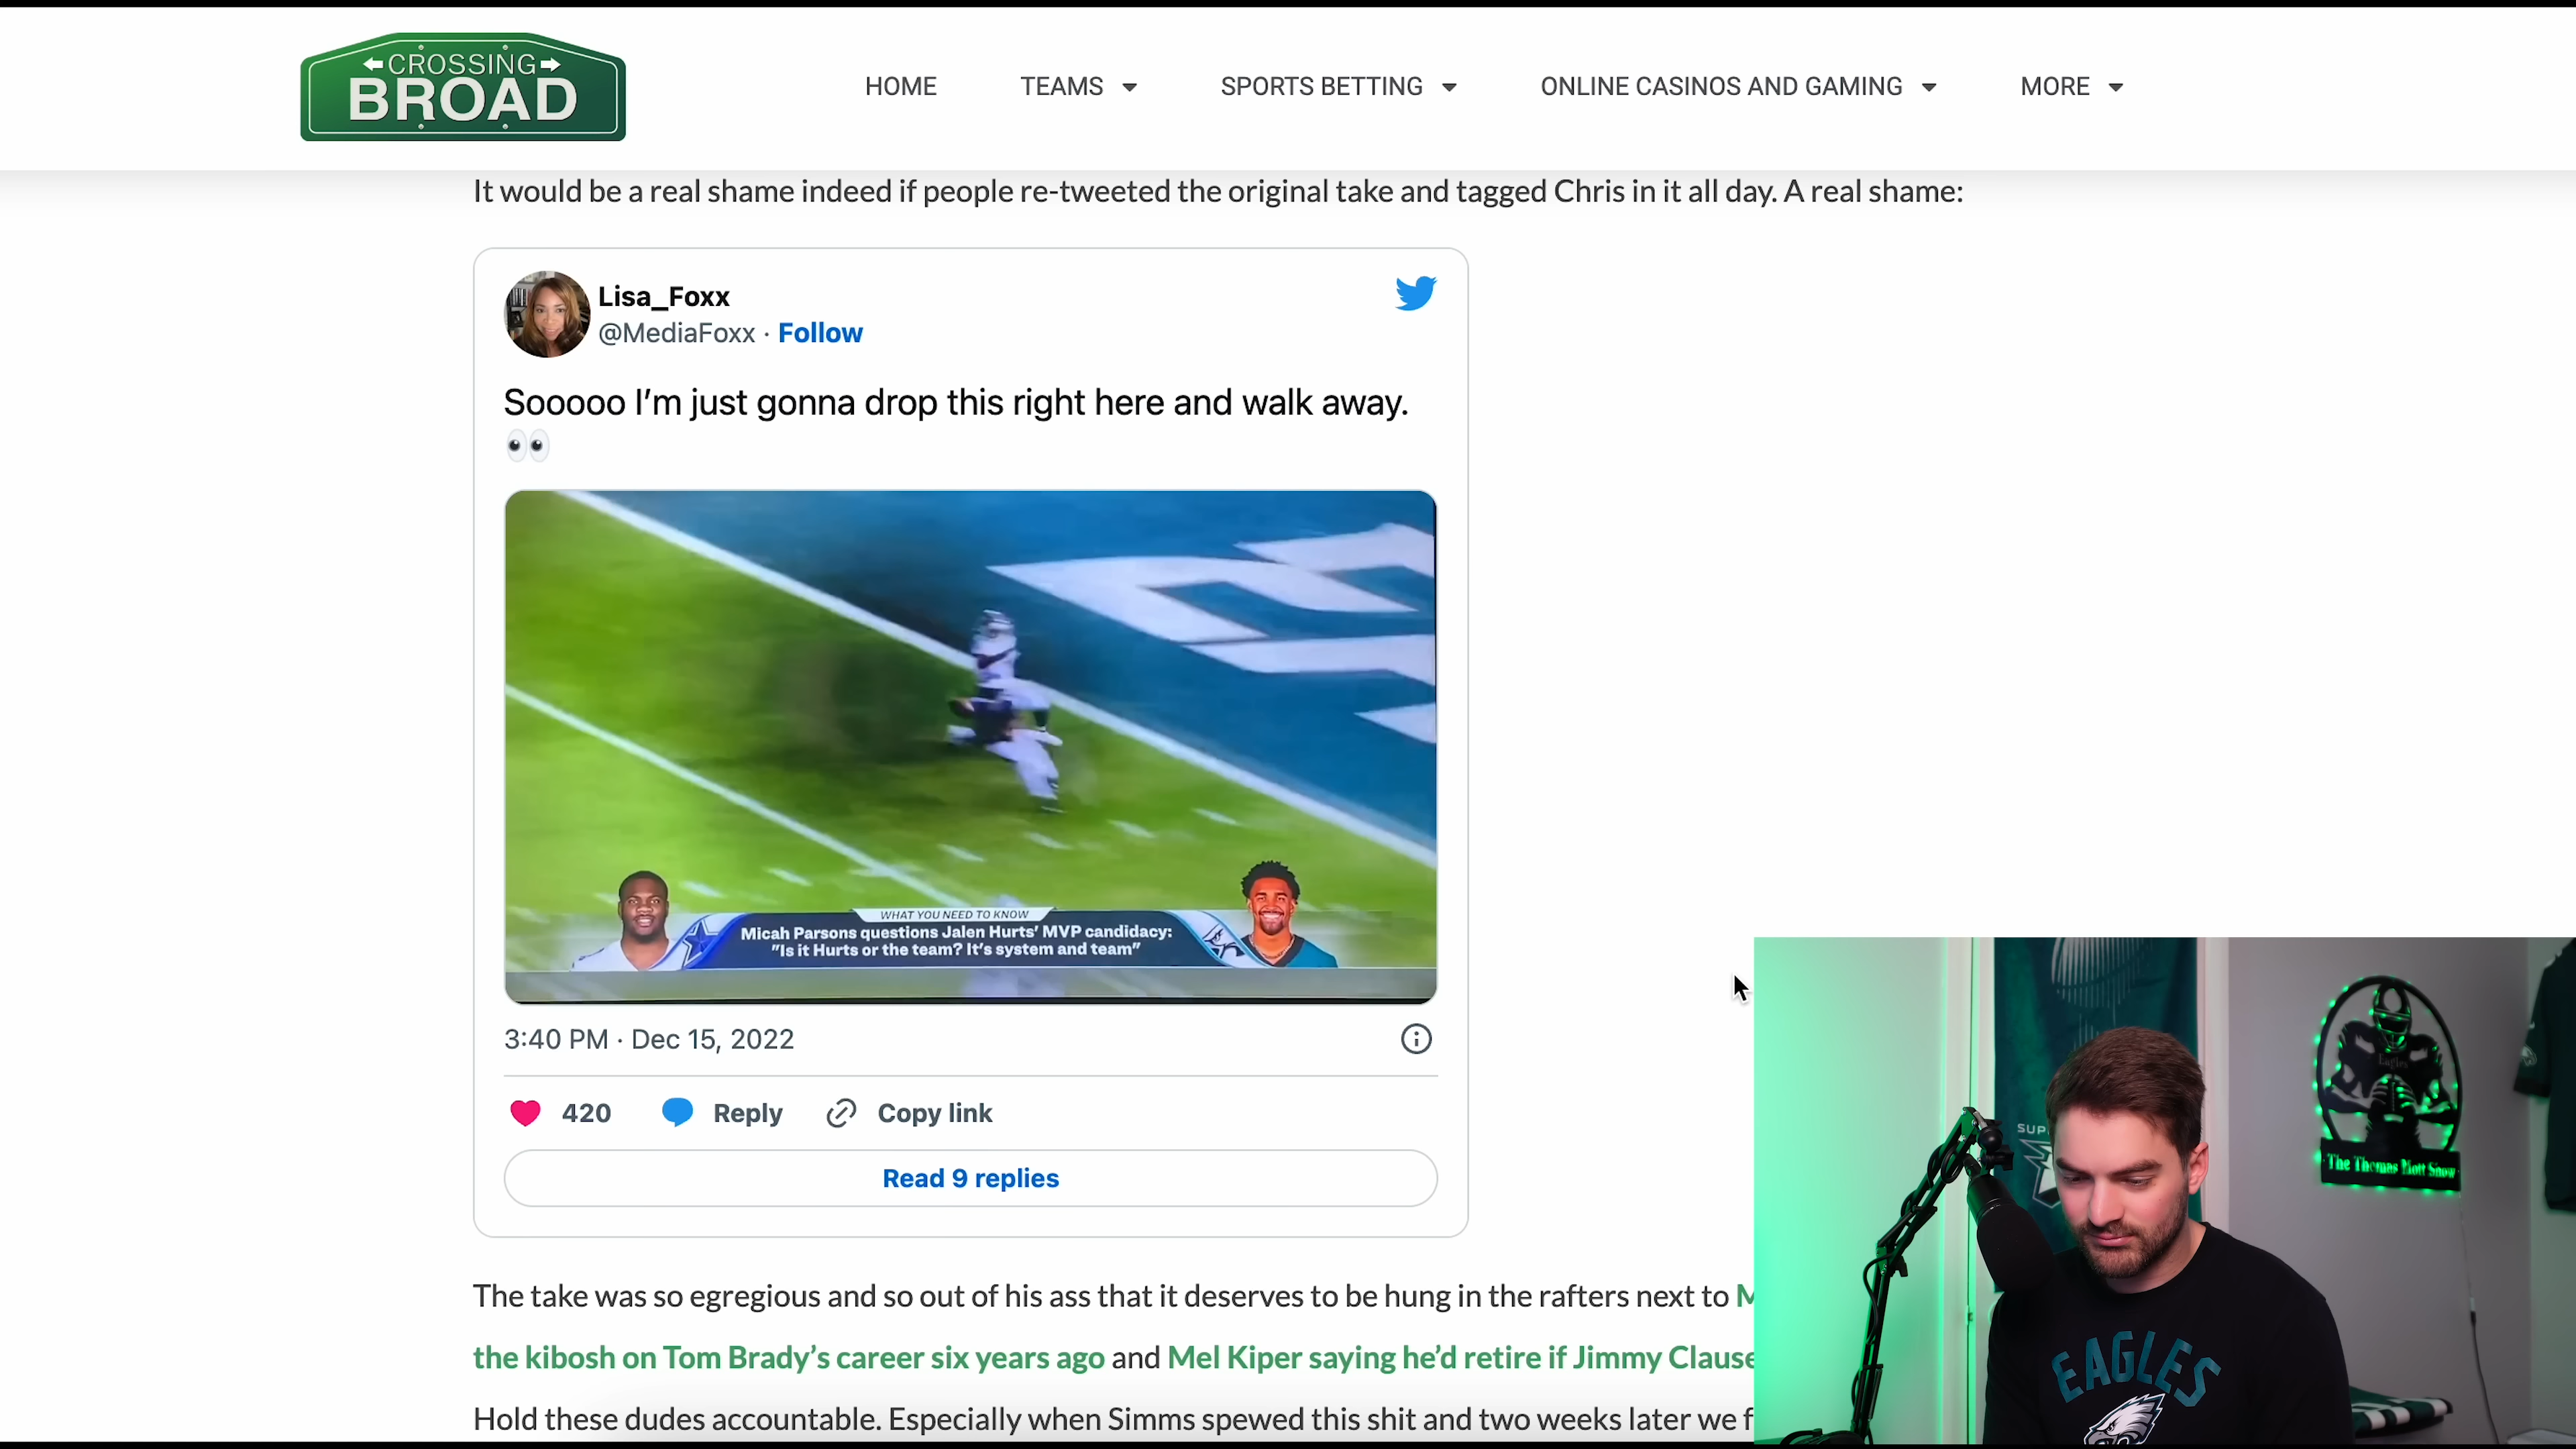 CROSSING
BROAD
HOME
TEAMS
SPORTS BETTING
ONLINE CASINOS AND GAMING
MORE
It would be a real shame indeed if people re-tweeted the original take and tagged Chris in it all day. A real shame:
Lisa_Foxx
@MediaFoxx · Follow
Sooooo I'm just gonna drop this right here and walk away.
👀
WHAT YOU NEED TO KNOW
Micah Parsons questions Jalen Hurts' MVP candidacy:
"Is it Hurts or the team? It's system and team"
3:40 PM · Dec 15, 2022
420
Reply
Copy link
Read 9 replies
The take was so egregious and so out of his ass that it deserves to be hung in the rafters next to M
the kibosh on Tom Brady's career six years ago and Mel Kiper saying he'd retire if Jimmy Clause
Hold these dudes accountable. Especially when Simms spewed this shit and two weeks later we f
SUP
Eagles
The Thomas Mott Show
EAGLES